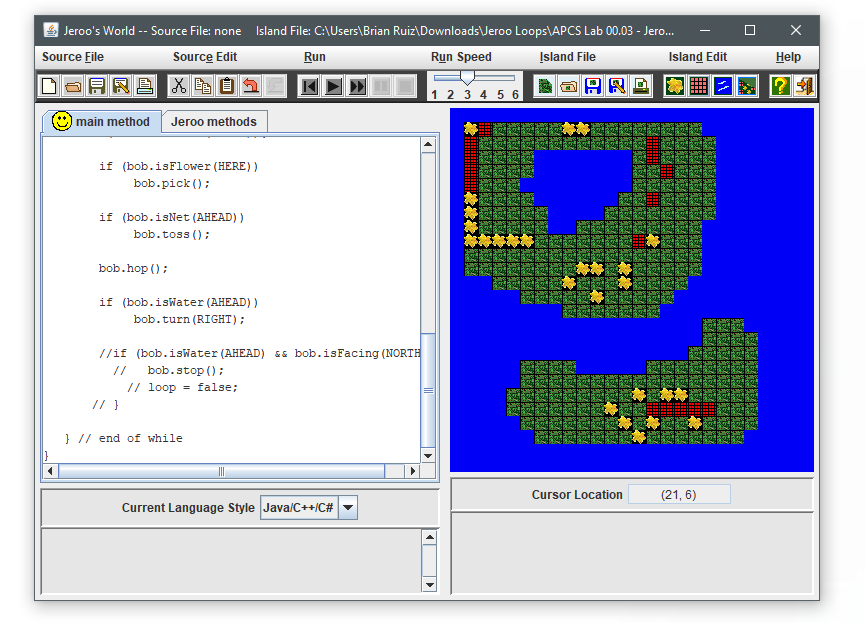 Jeroo's World -- Source File: none    Island File: C:\Users\Brian Ruiz\Downloads\Jeroo Loops\APCS Lab 00.03 - Jeroo...
Source File    Source Edit    Run    Run Speed    Island File    Island Edit    Help
1 2 3 4 5 6
main method    Jeroo methods
if (bob.isFlower(HERE))
bob.pick();
if (bob.isNet(AHEAD))
bob.toss();
bob.hop();
if (bob.isWater(AHEAD))
bob.turn(RIGHT);
//if (bob.isWater(AHEAD) && bob.isFacing(NORTH
//   bob.stop();
// loop = false;
// }
} // end of while
}
Current Language Style    Java/C++/C#
Cursor Location    (21, 6)